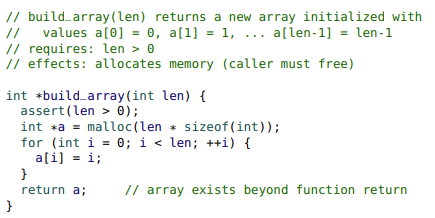 // build_array(len) returns a new array initialized with
//   values a[0] = 0, a[1] = 1, ... a[len-1] = len-1
// requires: len > 0
// effects: allocates memory (caller must free)

int *build_array(int len) {
  assert(len > 0);
  int *a = malloc(len * sizeof(int));
  for (int i = 0; i < len; ++i) {
    a[i] = i;
  }
  return a;     // array exists beyond function return
}